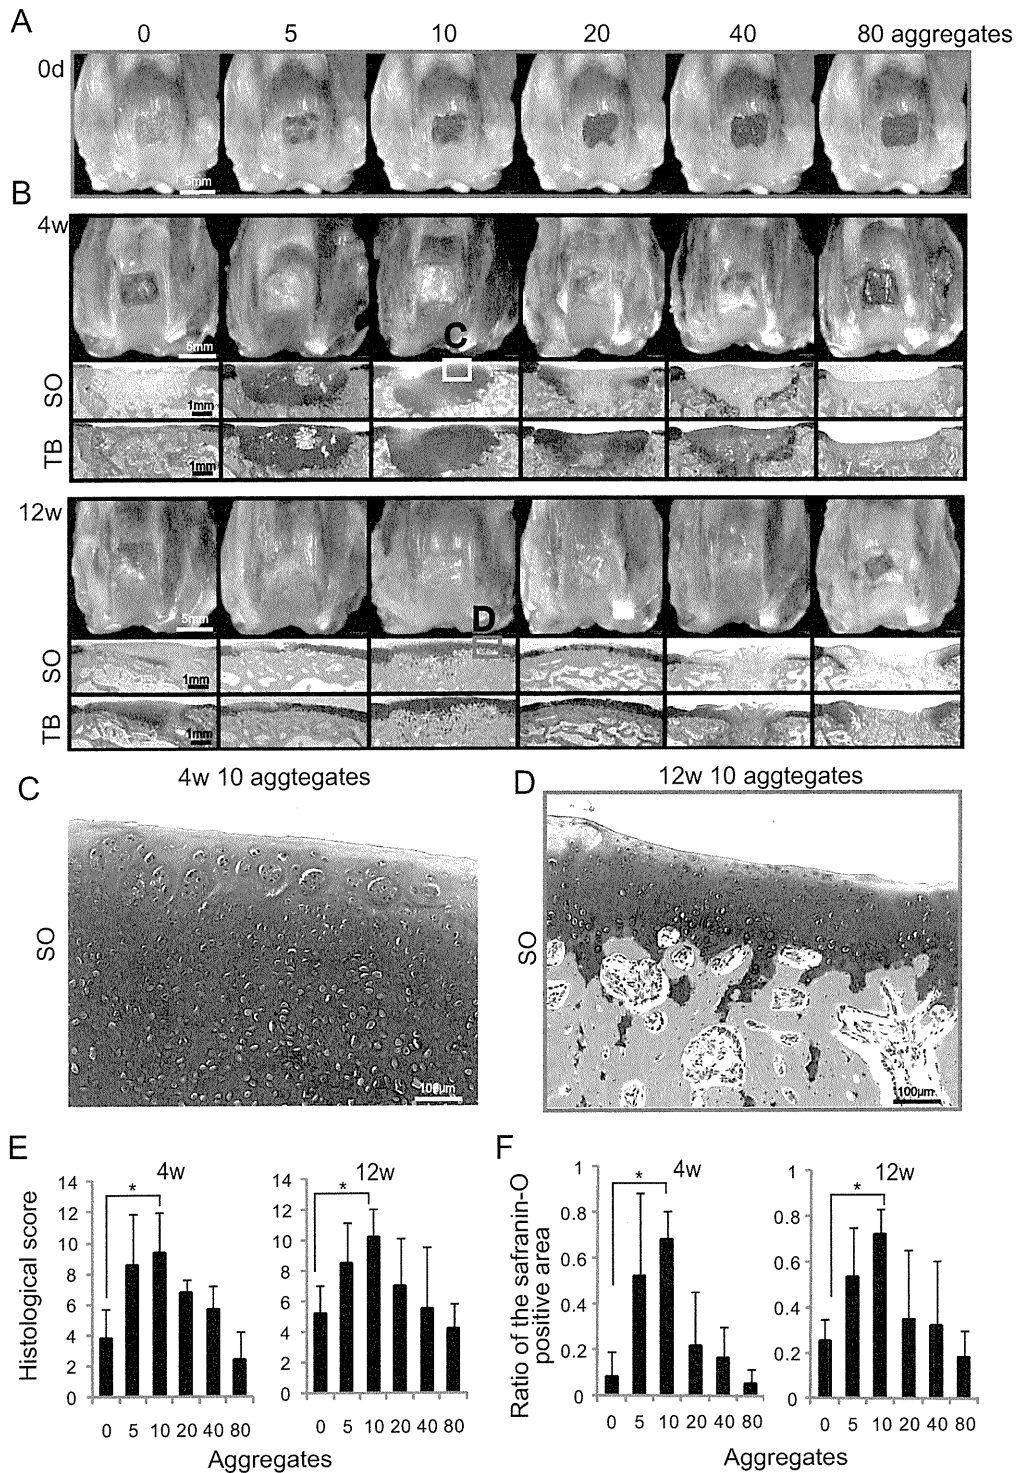 A
0 5 10 20 40 80 aggregates
0d
5mm
B
4w
5mm
C
SO
1mm
TB
1mm
12w
5mm
D
SO
1mm
TB
1mm
C
4w 10 aggtegates
SO
100µm
D
12w 10 aggtegates
SO
100µm
E
4w
*
Histological score
14
12
10
8
6
4
2
0
0 5 10 20 40 80
12w
*
14
12
10
8
6
4
2
0
0 5 10 20 40 80
Aggregates
F
4w
*
Ratio of the safranin-O
positive area
1
0.8
0.6
0.4
0.2
0
0 5 10 20 40 80
12w
*
1
0.8
0.6
0.4
0.2
0
0 5 10 20 40 80
Aggregates